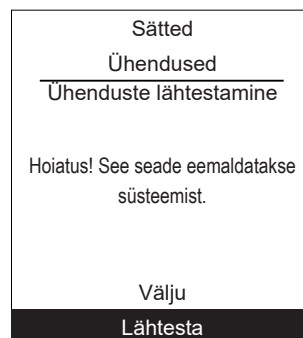 Sätted
Ühendused
Ühenduste lähtestamine
Hoiatus! See seade eemaldatakse
süsteemist.
Välju
Lähtesta